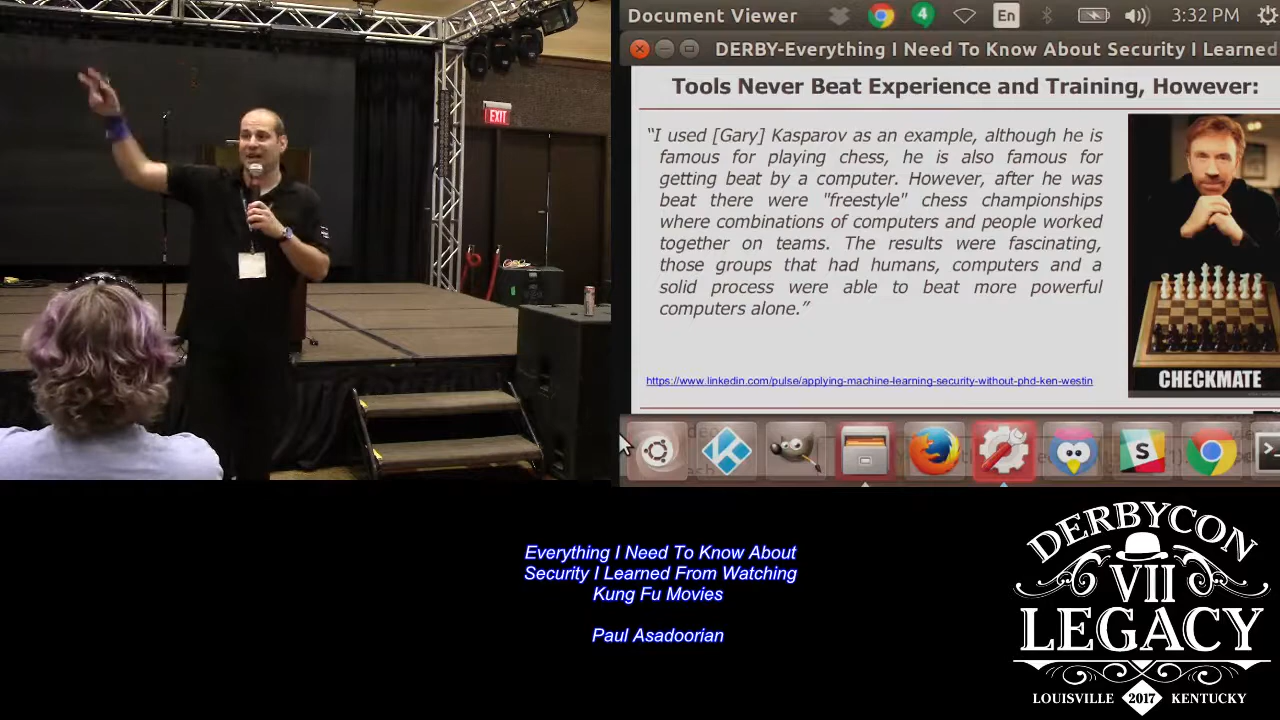 EXIT
Document Viewer
4
En
3:32 PM
DERBY-Everything I Need To Know About Security I Learned
Tools Never Beat Experience and Training, However:
“I used [Gary] Kasparov as an example, although he is
famous for playing chess, he is also famous for
getting beat by a computer. However, after he was
beat there were "freestyle" chess championships
where combinations of computers and people worked
together on teams. The results were fascinating,
those groups that had humans, computers and a
solid process were able to beat more powerful
computers alone.”
https://www.linkedin.com/pulse/applying-machine-learning-security-without-phd-ken-westin
CHECKMATE
S
>_
Everything I Need To Know About
Security I Learned From Watching
Kung Fu Movies
Paul Asadoorian
DERBYCON
VII
LEGACY
LOUISVILLE 2017 KENTUCKY